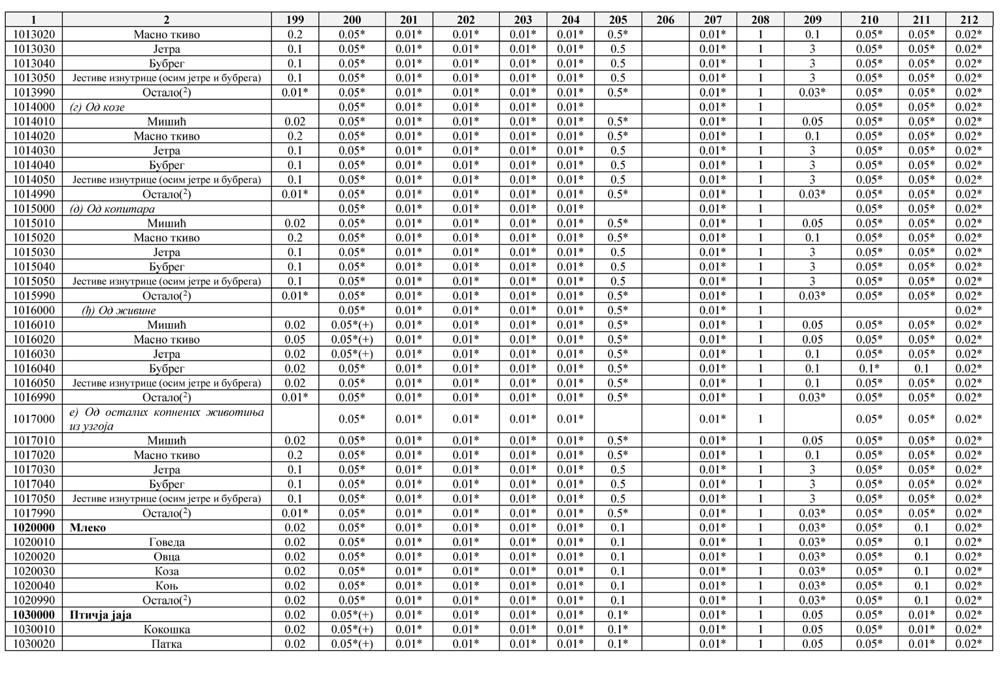 1 2 199 200 201 202 203 204 205 206 207 208 209 210 211 212
1013020 Масно ткиво 0.2 0.05* 0.01* 0.01* 0.01* 0.01* 0.5* 0.01* 1 0.1 0.05* 0.05* 0.02*
1013030 Јетра 0.1 0.05* 0.01* 0.01* 0.01* 0.01* 0.5 0.01* 1 3 0.05* 0.05* 0.02*
1013040 Бубрег 0.1 0.05* 0.01* 0.01* 0.01* 0.01* 0.5 0.01* 1 3 0.05* 0.05* 0.02*
1013050 Јестиве изнутрице (осим јетре и бубрега) 0.1 0.05* 0.01* 0.01* 0.01* 0.01* 0.5 0.01* 1 3 0.05* 0.05* 0.02*
1013990 Остало(²) 0.01* 0.05* 0.01* 0.01* 0.01* 0.01* 0.5* 0.01* 1 0.03* 0.05* 0.05* 0.02*
1014000 (г) Од козе 0.05* 0.01* 0.01* 0.01* 0.01* 0.01* 1 0.05* 0.05* 0.02*
1014010 Мишић 0.02 0.05* 0.01* 0.01* 0.01* 0.01* 0.5* 0.01* 1 0.05 0.05* 0.05* 0.02*
1014020 Масно ткиво 0.2 0.05* 0.01* 0.01* 0.01* 0.01* 0.5* 0.01* 1 0.1 0.05* 0.05* 0.02*
1014030 Јетра 0.1 0.05* 0.01* 0.01* 0.01* 0.01* 0.5 0.01* 1 3 0.05* 0.05* 0.02*
1014040 Бубрег 0.1 0.05* 0.01* 0.01* 0.01* 0.01* 0.5 0.01* 1 3 0.05* 0.05* 0.02*
1014050 Јестиве изнутрице (осим јетре и бубрега) 0.1 0.05* 0.01* 0.01* 0.01* 0.01* 0.5 0.01* 1 3 0.05* 0.05* 0.02*
1014990 Остало(²) 0.01* 0.05* 0.01* 0.01* 0.01* 0.01* 0.5* 0.01* 1 0.03* 0.05* 0.05* 0.02*
1015000 (д) Од копитара 0.05* 0.01* 0.01* 0.01* 0.01* 0.01* 1 0.05* 0.05* 0.02*
1015010 Мишић 0.02 0.05* 0.01* 0.01* 0.01* 0.01* 0.5* 0.01* 1 0.05 0.05* 0.05* 0.02*
1015020 Масно ткиво 0.2 0.05* 0.01* 0.01* 0.01* 0.01* 0.5* 0.01* 1 0.1 0.05* 0.05* 0.02*
1015030 Јетра 0.1 0.05* 0.01* 0.01* 0.01* 0.01* 0.5 0.01* 1 3 0.05* 0.05* 0.02*
1015040 Бубрег 0.1 0.05* 0.01* 0.01* 0.01* 0.01* 0.5 0.01* 1 3 0.05* 0.05* 0.02*
1015050 Јестиве изнутрице (осим јетре и бубрега) 0.1 0.05* 0.01* 0.01* 0.01* 0.01* 0.5 0.01* 1 3 0.05* 0.05* 0.02*
1015990 Остало(²) 0.01* 0.05* 0.01* 0.01* 0.01* 0.01* 0.5* 0.01* 1 0.03* 0.05* 0.05* 0.02*
1016000 (ђ) Од живине 0.05* 0.01* 0.01* 0.01* 0.01* 0.5* 0.01* 1 0.02*
1016010 Мишић 0.02 0.05*(+) 0.01* 0.01* 0.01* 0.01* 0.5* 0.01* 1 0.05 0.05* 0.05* 0.02*
1016020 Масно ткиво 0.05 0.05*(+) 0.01* 0.01* 0.01* 0.01* 0.5* 0.01* 1 0.05 0.05* 0.05* 0.02*
1016030 Јетра 0.02 0.05*(+) 0.01* 0.01* 0.01* 0.01* 0.5* 0.01* 1 0.1 0.05* 0.05* 0.02*
1016040 Бубрег 0.02 0.05* 0.01* 0.01* 0.01* 0.01* 0.5* 0.01* 1 0.1 0.1* 0.1 0.02*
1016050 Јестиве изнутрице (осим јетре и бубрега) 0.02 0.05* 0.01* 0.01* 0.01* 0.01* 0.5* 0.01* 1 0.1 0.05* 0.05* 0.02*
1016990 Остало(²) 0.01* 0.05* 0.01* 0.01* 0.01* 0.01* 0.5* 0.01* 1 0.03* 0.05* 0.05* 0.02*
1017000 е) Од осталих копнених животиња
из узгоја 0.05* 0.01* 0.01* 0.01* 0.01* 0.01* 1 0.05* 0.05* 0.02*
1017010 Мишић 0.02 0.05* 0.01* 0.01* 0.01* 0.01* 0.5* 0.01* 1 0.05 0.05* 0.05* 0.02*
1017020 Масно ткиво 0.2 0.05* 0.01* 0.01* 0.01* 0.01* 0.5* 0.01* 1 0.1 0.05* 0.05* 0.02*
1017030 Јетра 0.1 0.05* 0.01* 0.01* 0.01* 0.01* 0.5 0.01* 1 3 0.05* 0.05* 0.02*
1017040 Бубрег 0.1 0.05* 0.01* 0.01* 0.01* 0.01* 0.5 0.01* 1 3 0.05* 0.05* 0.02*
1017050 Јестиве изнутрице (осим јетре и бубрега) 0.1 0.05* 0.01* 0.01* 0.01* 0.01* 0.5 0.01* 1 3 0.05* 0.05* 0.02*
1017990 Остало(²) 0.01* 0.05* 0.01* 0.01* 0.01* 0.01* 0.5* 0.01* 1 0.03* 0.05* 0.05* 0.02*
1020000 Млеко 0.02 0.05* 0.01* 0.01* 0.01* 0.01* 0.1 0.01* 1 0.03* 0.05* 0.1 0.02*
1020010 Говеда 0.02 0.05* 0.01* 0.01* 0.01* 0.01* 0.1 0.01* 1 0.03* 0.05* 0.1 0.02*
1020020 Овца 0.02 0.05* 0.01* 0.01* 0.01* 0.01* 0.1 0.01* 1 0.03* 0.05* 0.1 0.02*
1020030 Коза 0.02 0.05* 0.01* 0.01* 0.01* 0.01* 0.1 0.01* 1 0.03* 0.05* 0.1 0.02*
1020040 Коњ 0.02 0.05* 0.01* 0.01* 0.01* 0.01* 0.1 0.01* 1 0.03* 0.05* 0.1 0.02*
1020990 Остало(²) 0.02 0.05* 0.01* 0.01* 0.01* 0.01* 0.1 0.01* 1 0.03* 0.05* 0.1 0.02*
1030000 Птичја јаја 0.02 0.05*(+) 0.01* 0.01* 0.01* 0.01* 0.1* 0.01* 1 0.05 0.05* 0.01* 0.02*
1030010 Кокошка 0.02 0.05*(+) 0.01* 0.01* 0.01* 0.01* 0.1* 0.01* 1 0.05 0.05* 0.01* 0.02*
1030020 Патка 0.02 0.05*(+) 0.01* 0.01* 0.01* 0.01* 0.1* 0.01* 1 0.05 0.05* 0.01* 0.02*